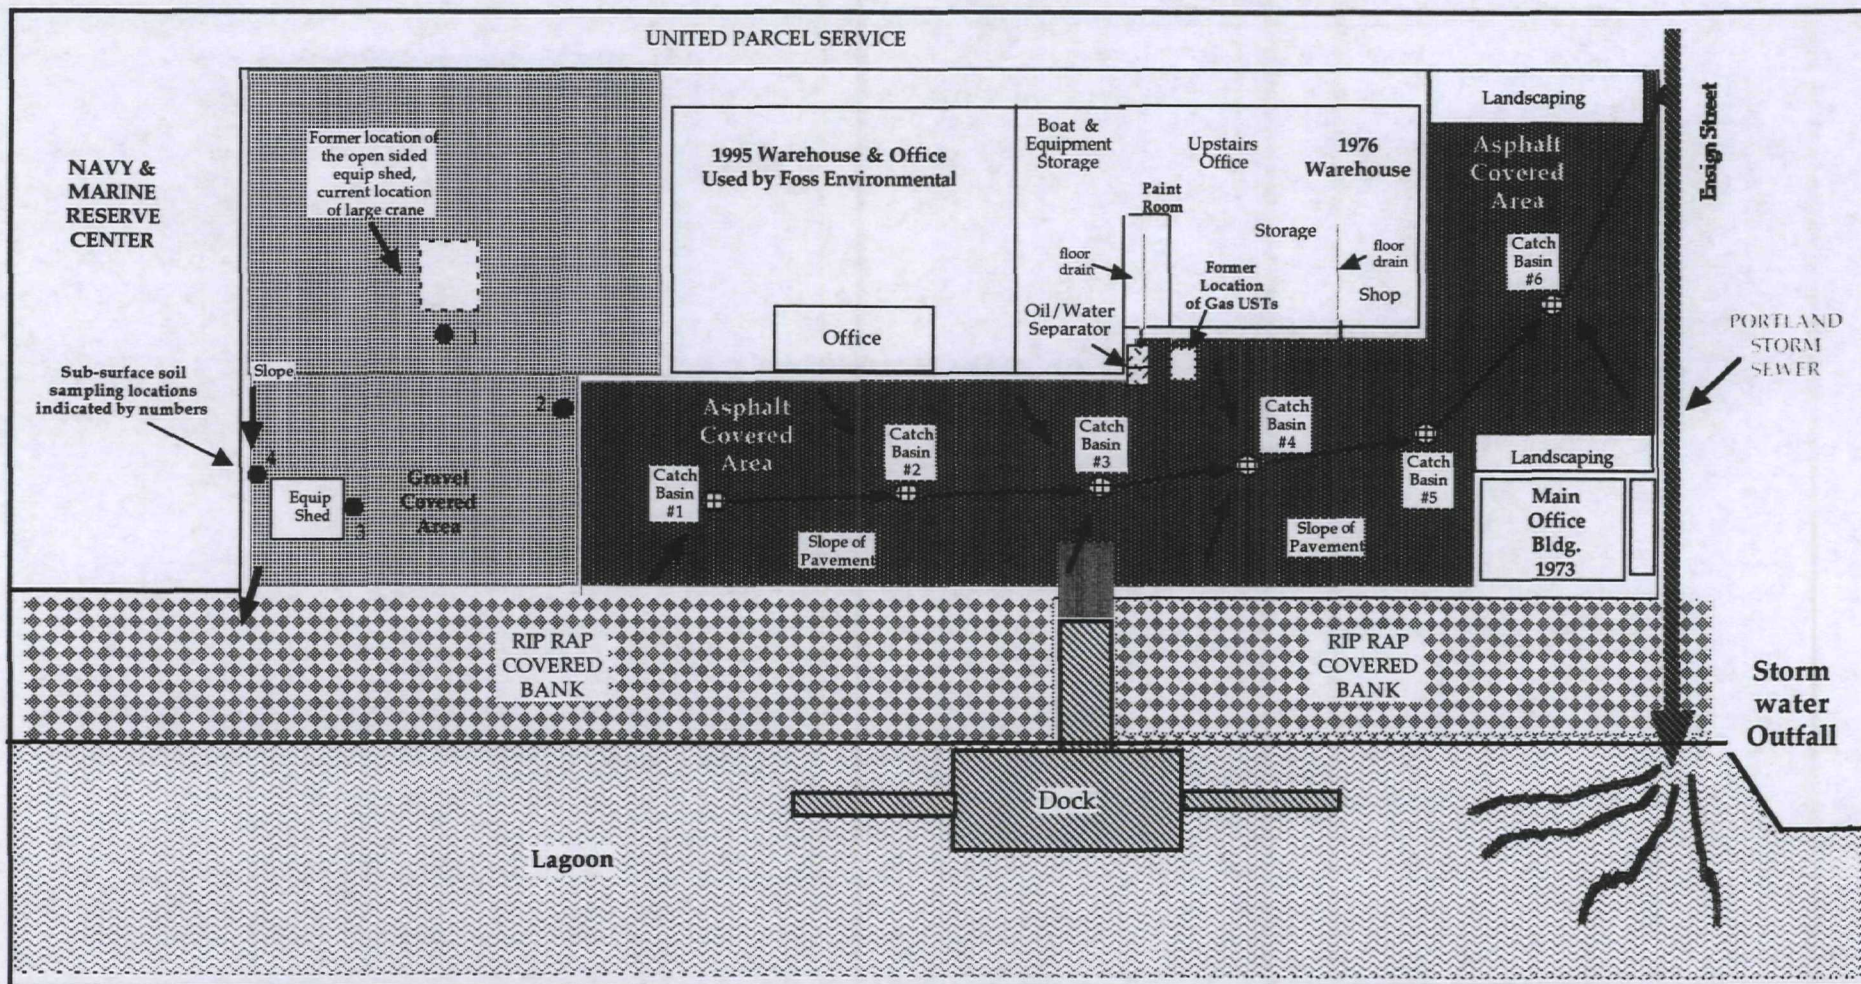 UNITED PARCEL SERVICE
NAVY &
MARINE
RESERVE
CENTER
Former location of
the open sided
equip shed,
current location
of large crane
1
Sub-surface soil
sampling locations
indicated by numbers
Slope
2
4
Equip
Shed
3
Gravel
Covered
Area
1995 Warehouse & Office
Used by Foss Environmental
Office
Boat &
Equipment
Storage
Upstairs
Office
1976
Warehouse
Paint
Room
Storage
floor
drain
floor
drain
Former
Location
of Gas USTs
Shop
Oil/Water
Separator
Landscaping
Asphalt
Covered
Area
Catch
Basin
#6
Ensign Street
PORTLAND
STORM
SEWER
Asphalt
Covered
Area
Catch
Basin
#1
Catch
Basin
#2
Catch
Basin
#3
Catch
Basin
#4
Catch
Basin
#5
Slope of
Pavement
Slope of
Pavement
Landscaping
Main
Office
Bldg.
1973
RIP RAP
COVERED
BANK
RIP RAP
COVERED
BANK
Storm
water
Outfall
Dock
Lagoon